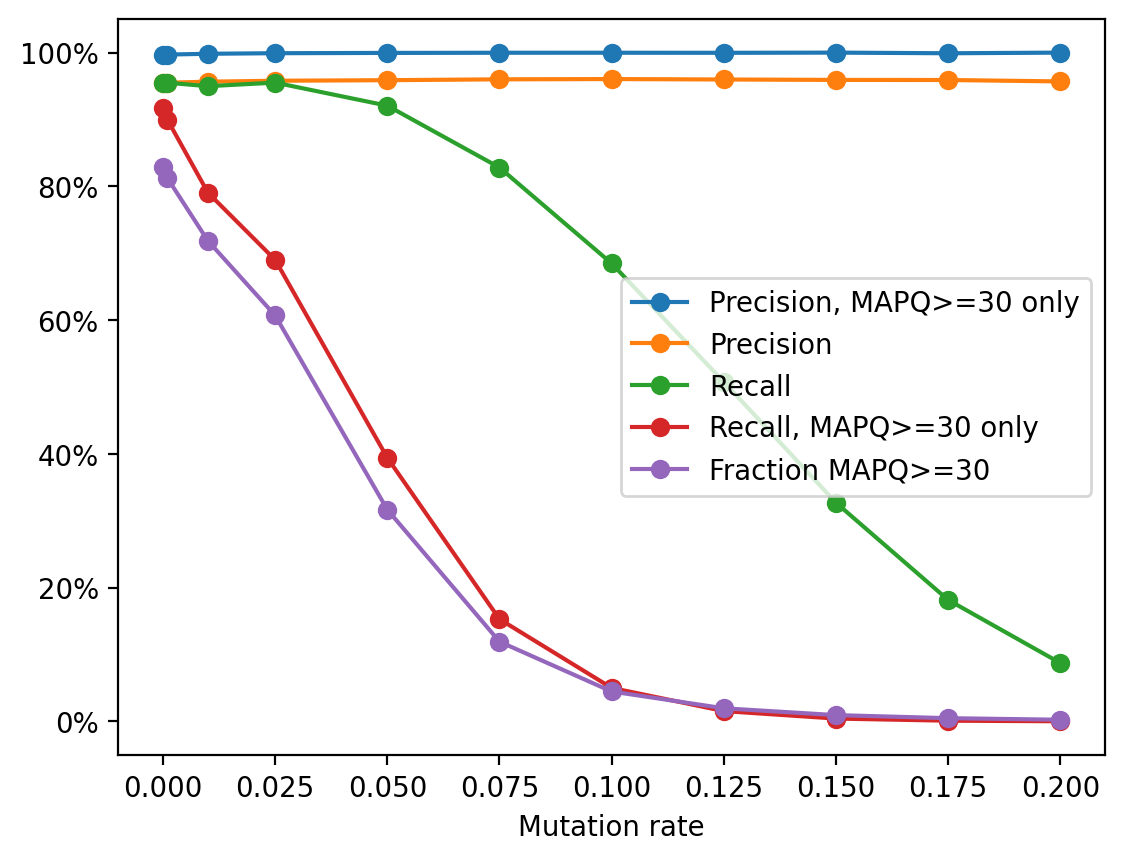 100%
80%
60%
40%
20%
0%
Precision, MAPQ>=30 only
Precision
Recall
Recall, MAPQ>=30 only
Fraction MAPQ>=30
0.000 0.025 0.050 0.075 0.100 0.125 0.150 0.175 0.200
Mutation rate